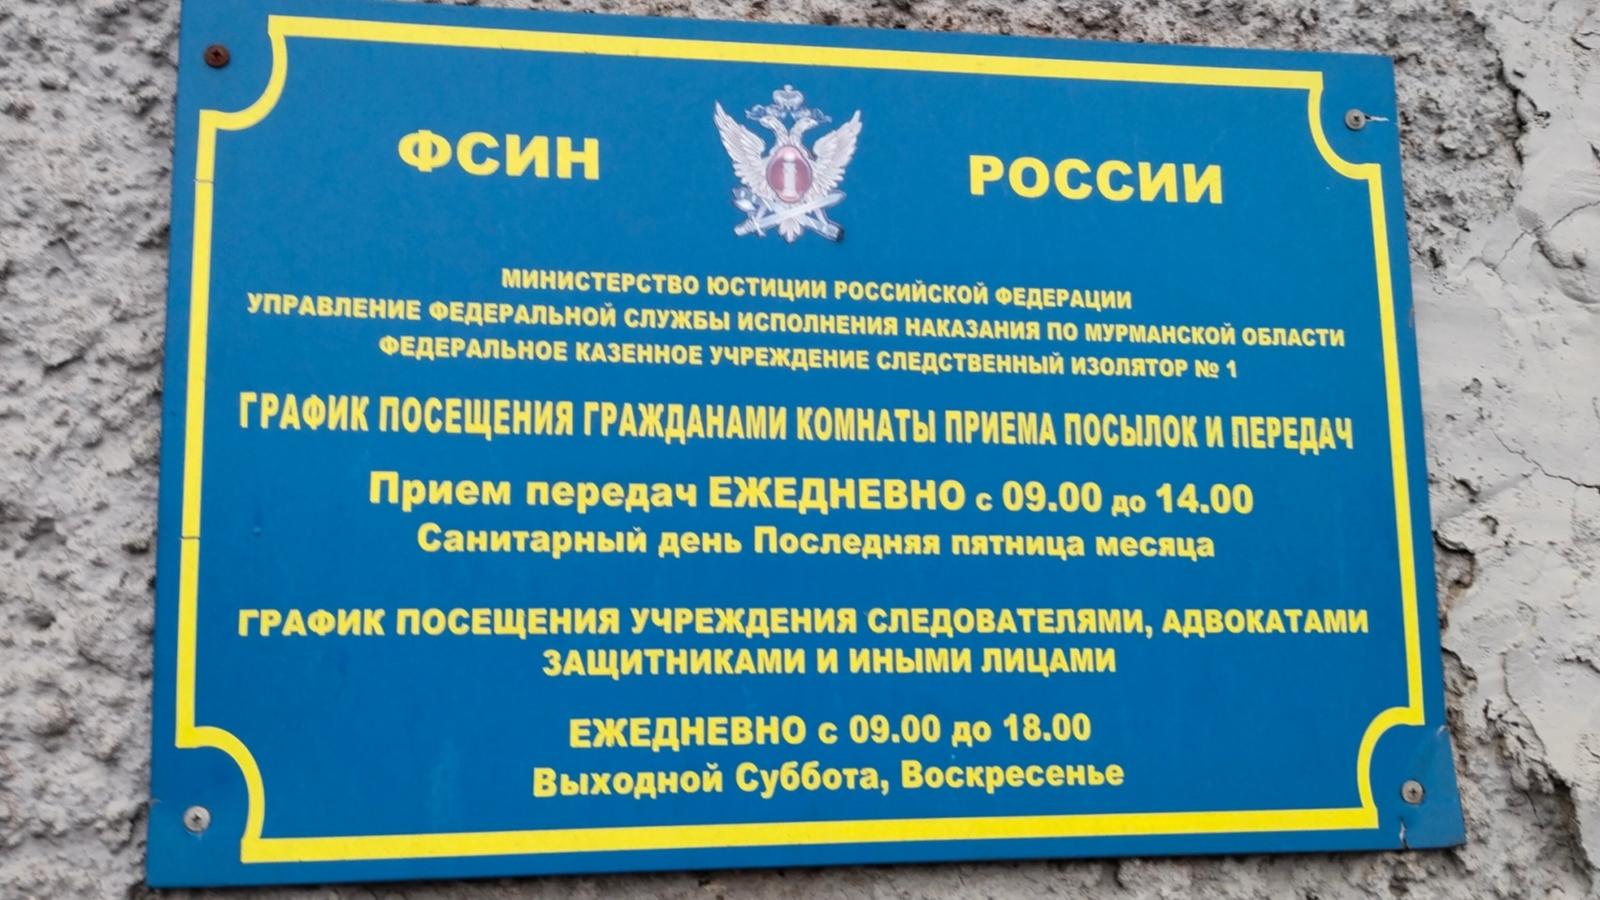 ФСИН РОССИИ
МИНИСТЕРСТВО ЮСТИЦИИ РОССИЙСКОЙ ФЕДЕРАЦИИ
УПРАВЛЕНИЕ ФЕДЕРАЛЬНОЙ СЛУЖБЫ ИСПОЛНЕНИЯ НАКАЗАНИЯ ПО МУРМАНСКОЙ ОБЛАСТИ
ФЕДЕРАЛЬНОЕ КАЗЕННОЕ УЧРЕЖДЕНИЕ СЛЕДСТВЕННЫЙ ИЗОЛЯТОР № 1
ГРАФИК ПОСЕЩЕНИЯ ГРАЖДАНАМИ КОМНАТЫ ПРИЕМА ПОСЫЛОК И ПЕРЕДАЧ
Прием передач ЕЖЕДНЕВНО с 09.00 до 14.00
Санитарный день Последняя пятница месяца
ГРАФИК ПОСЕЩЕНИЯ УЧРЕЖДЕНИЯ СЛЕДОВАТЕЛЯМИ, АДВОКАТАМИ
ЗАЩИТНИКАМИ И ИНЫМИ ЛИЦАМИ
ЕЖЕДНЕВНО с 09.00 до 18.00
Выходной Суббота, Воскресенье